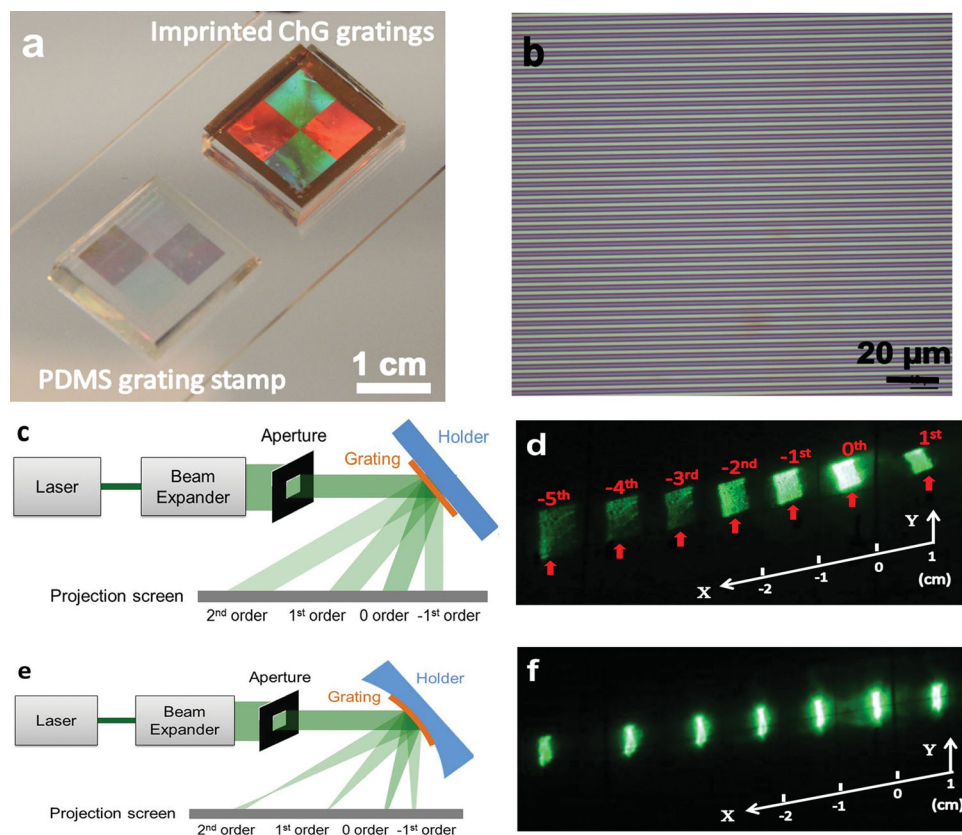 a
Imprinted ChG gratings
PDMS grating stamp
1 cm
b
20 µm
c
Laser
Beam
Expander
Aperture
Grating
Holder
Projection screen
2nd order
1st order
0 order
-1st order
d
-5th
-4th
-3rd
-2nd
-1st
0th
1st
Y
X
-2
-1
0
1
(cm)
e
Laser
Beam
Expander
Aperture
Grating
Holder
Projection screen
2nd order
1st order
0 order
-1st order
f
Y
X
-2
-1
0
1
(cm)